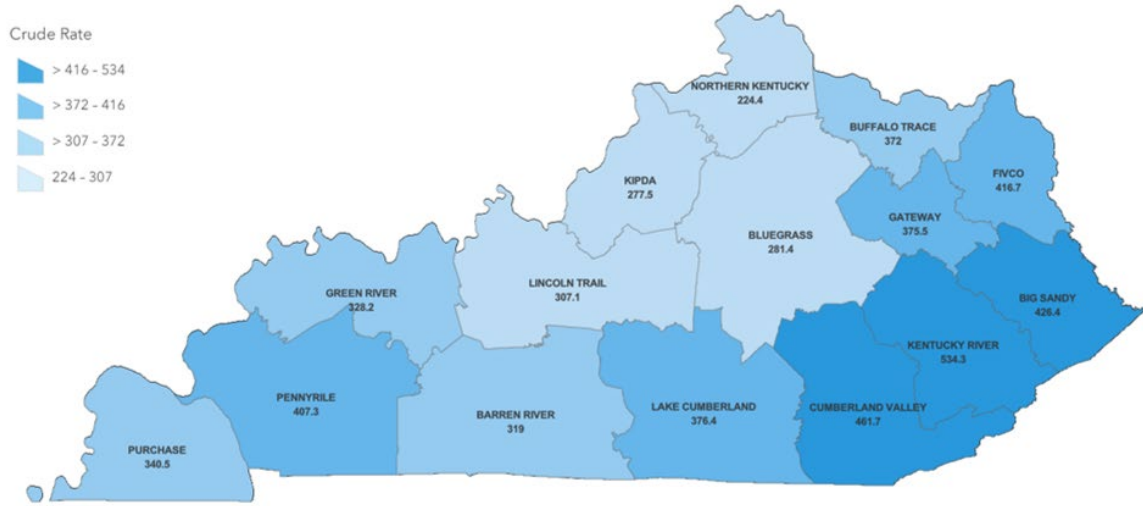 Crude Rate
> 416 - 534
> 372 - 416
> 307 - 372
224 - 307
NORTHERN KENTUCKY
224.4
BUFFALO TRACE
372
FIVCO
416.7
KIPDA
277.5
GATEWAY
375.5
BLUEGRASS
281.4
LINCOLN TRAIL
307.1
GREEN RIVER
328.2
BIG SANDY
426.4
KENTUCKY RIVER
534.3
PENNYRILE
407.3
LAKE CUMBERLAND
376.4
CUMBERLAND VALLEY
461.7
BARREN RIVER
319
PURCHASE
340.5